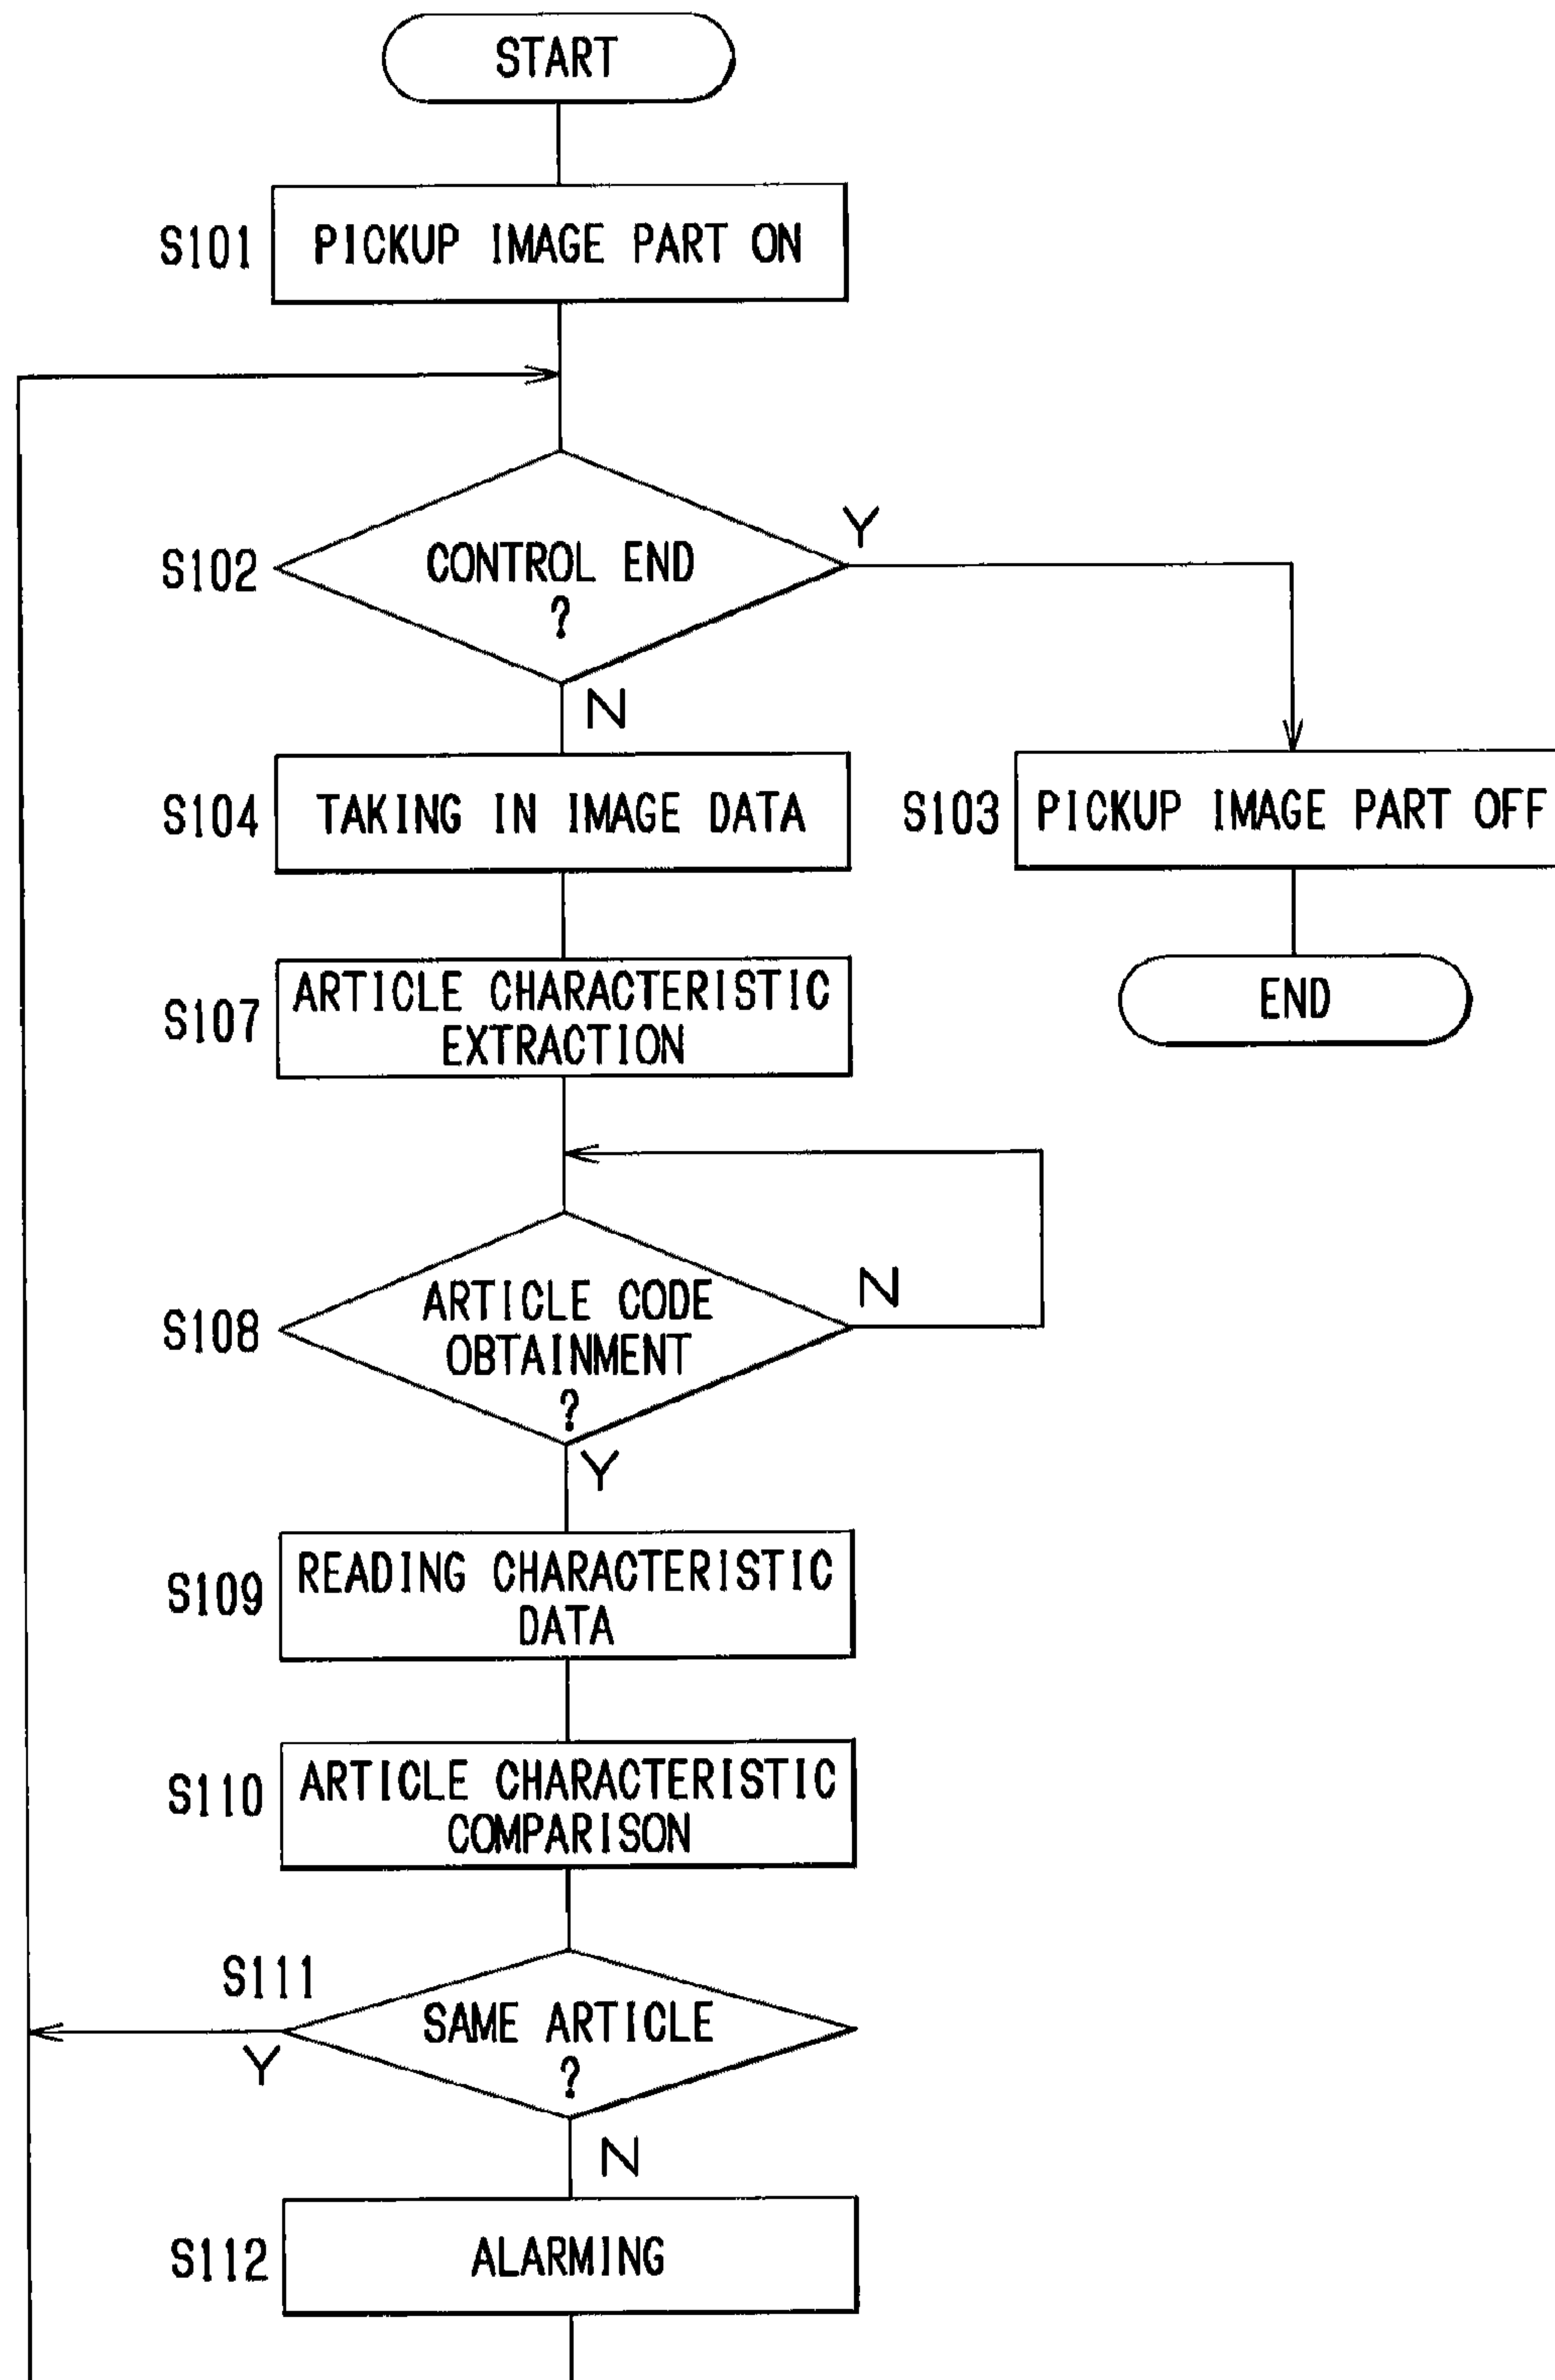 START
S101 PICKUP IMAGE PART ON
S102 CONTROL END
?
Y
N
S104 TAKING IN IMAGE DATA
S103 PICKUP IMAGE PART OFF
S107 ARTICLE CHARACTERISTIC
EXTRACTION
END
S108 ARTICLE CODE
OBTAINMENT
?
N
Y
S109 READING CHARACTERISTIC
DATA
S110 ARTICLE CHARACTERISTIC
COMPARISON
S111 SAME ARTICLE
?
Y
N
S112 ALARMING